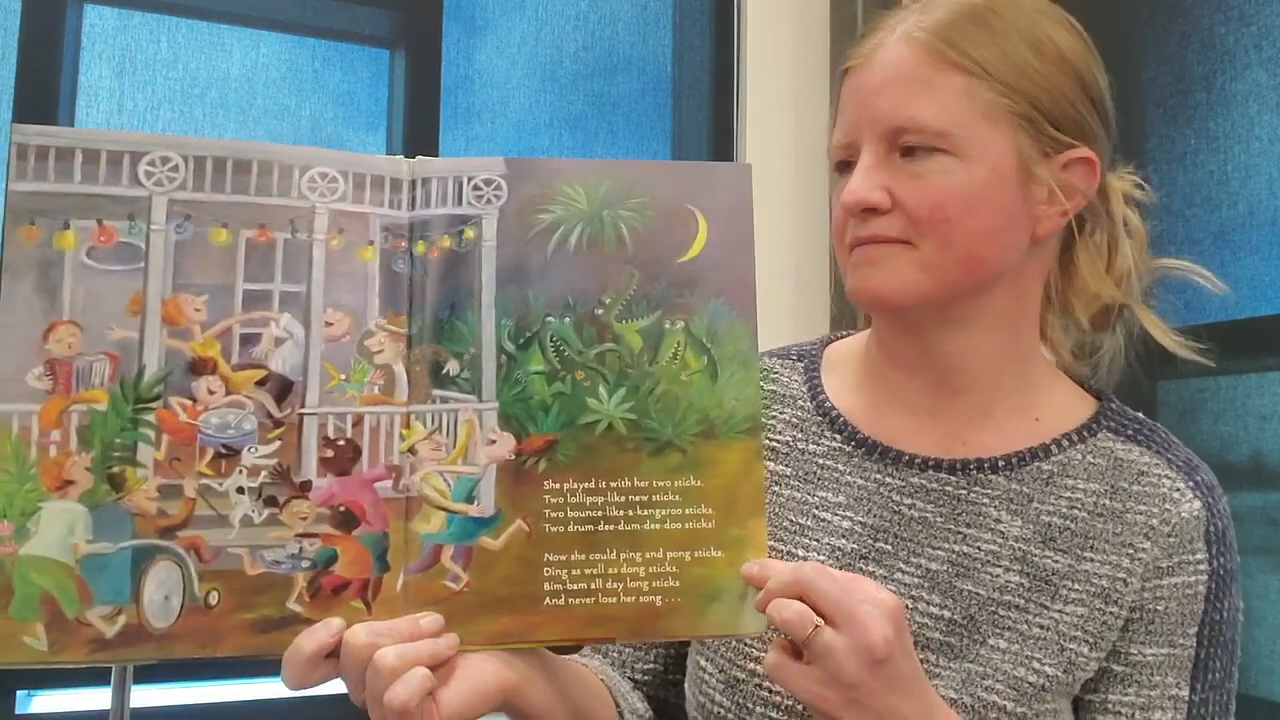 She played it with her two sticks,
Two lollipop-like new sticks,
Two bounce-like-a-kangaroo sticks,
Two drum-dee-dum-dee-doo sticks!
Now she could ping and pong sticks,
Ding as well as dong sticks,
Bim-bam all day long sticks
And never lose her song . . .